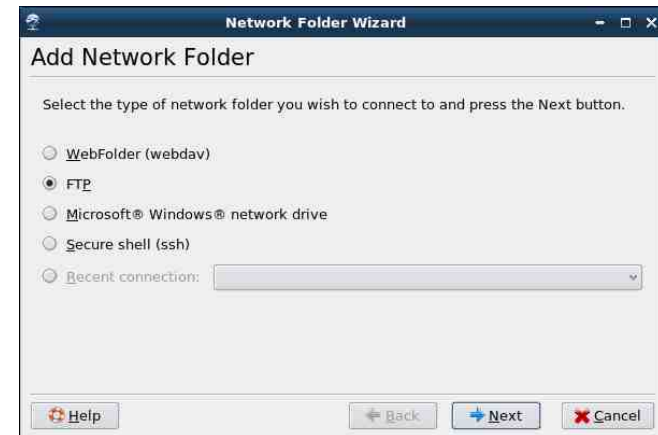 Network Folder Wizard
Add Network Folder
Select the type of network folder you wish to connect to and press the Next button.
WebFolder (webdav)
FTP
Microsoft® Windows® network drive
Secure shell (ssh)
Recent connection:
Help
Back
Next
Cancel